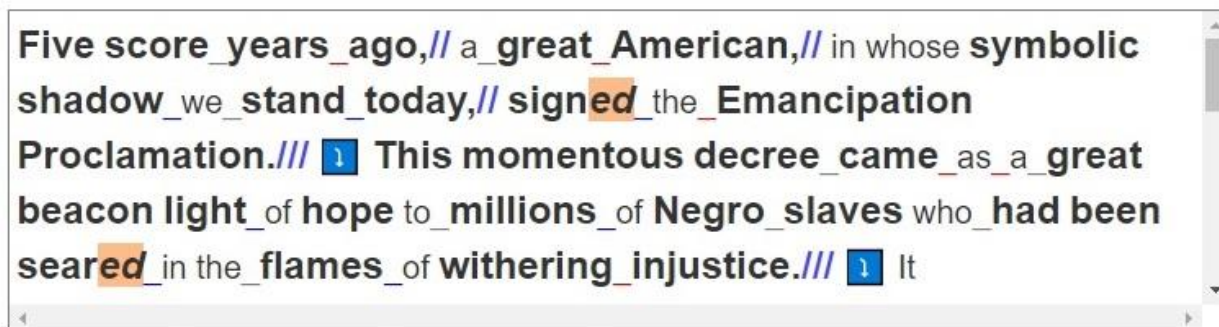 Five score_years_ago,// a_great_American,// in whose symbolic
shadow_we_stand_today,// signed_the_Emancipation
Proclamation./// ⤵ This momentous decree_came_as_a_great
beacon light_of hope to_millions_of Negro_slaves who_had been
seared_in the_flames_of withering_injustice./// ⤵ It